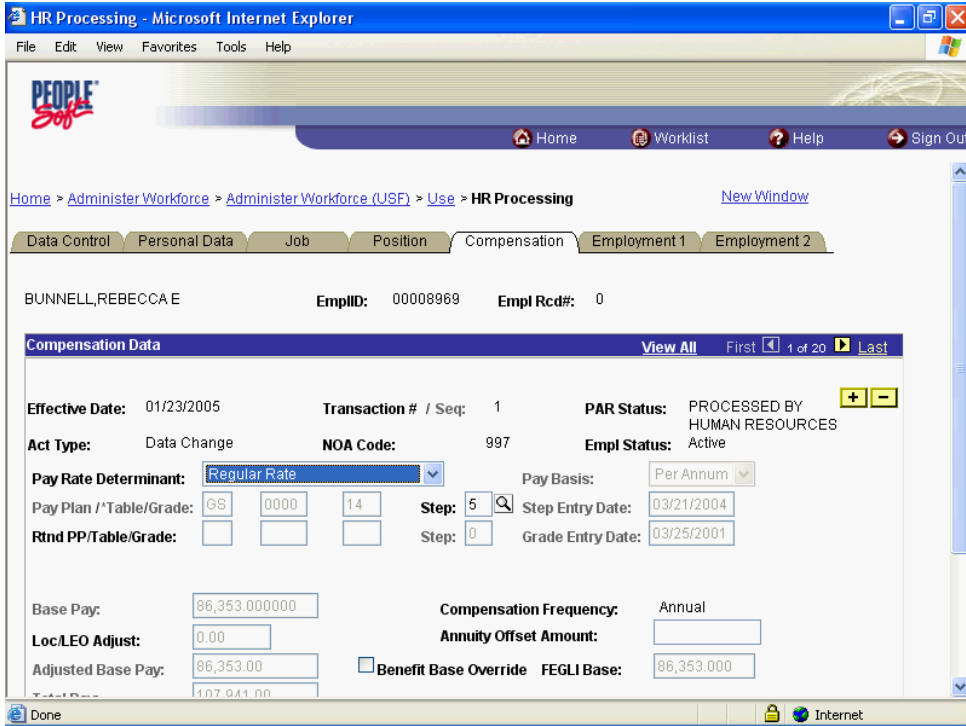 HR Processing - Microsoft Internet Explorer
File Edit View Favorites Tools Help
PEOPLE
Soft
Home Worklist Help Sign Out
Home > Administer Workforce > Administer Workforce (USF) > Use > HR Processing New Window
Data Control Personal Data Job Position Compensation Employment 1 Employment 2
BUNNELL,REBECCA E EmplID: 00008969 Empl Rcd#: 0
Compensation Data View All First 1 of 20 Last
Effective Date: 01/23/2005 Transaction # / Seq: 1 PAR Status: PROCESSED BY
HUMAN RESOURCES
Act Type: Data Change NOA Code: 997 Empl Status: Active
Pay Rate Determinant: Regular Rate Pay Basis: Per Annum
Pay Plan /*Table/Grade: GS 0000 14 Step: 5 Step Entry Date: 03/21/2004
Rtnd PP/Table/Grade: Step: 0 Grade Entry Date: 03/25/2001
Base Pay: 86,353.000000 Compensation Frequency: Annual
Loc/LEO Adjust: 0.00 Annuity Offset Amount:
Adjusted Base Pay: 86,353.00 Benefit Base Override FEGLI Base: 86,353.000
Total Pay: 107,941.00
Done Internet